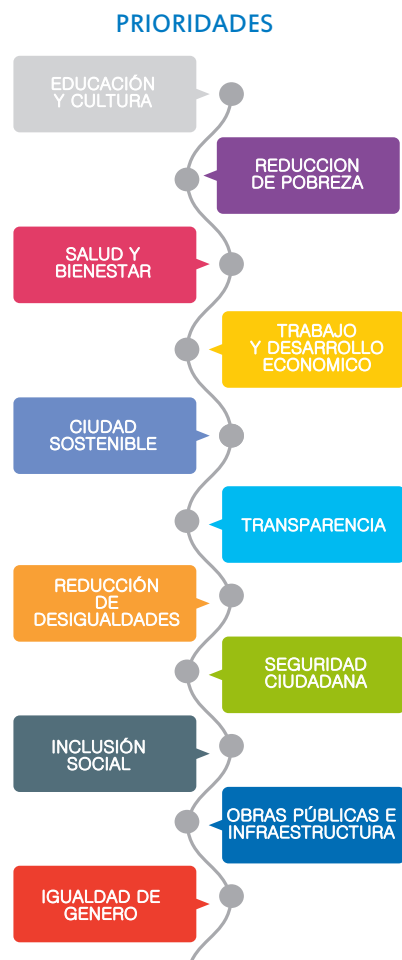 PRIORIDADES
EDUCACIÓN
Y CULTURA
REDUCCION
DE POBREZA
SALUD Y
BIENESTAR
TRABAJO
Y DESARROLLO
ECONOMICO
CIUDAD
SOSTENIBLE
TRANSPARENCIA
REDUCCIÓN
DE
DESIGUALDADES
SEGURIDAD
CIUDADANA
INCLUSIÓN
SOCIAL
OBRAS PÚBLICAS E
INFRAESTRUCTURA
IGUALDAD DE
GENERO